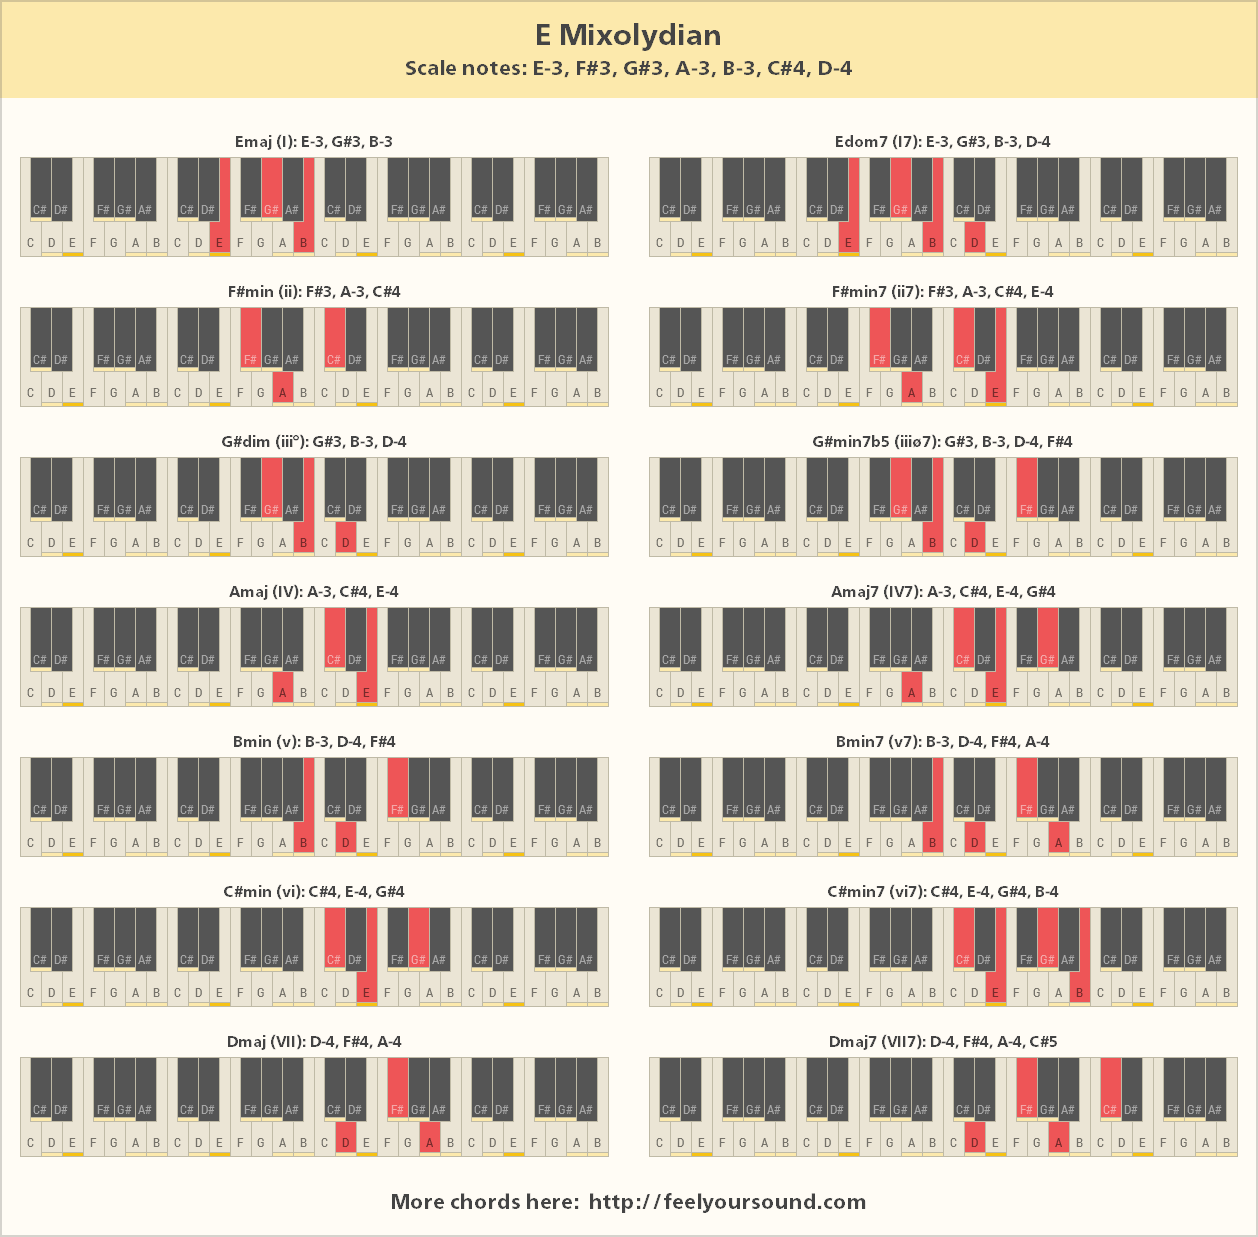 E Mixolydian
Scale notes: E-3, F#3, G#3, A-3, B-3, C#4, D-4
Emaj (I): E-3, G#3, B-3
C# D# F# G# A# C# D# F# G# A# C# D# F# G# A# C# D# F# G# A#
C D E F G A B C D E F G A B C D E F G A B C D E F G A B
Edom7 (I7): E-3, G#3, B-3, D-4
C# D# F# G# A# C# D# F# G# A# C# D# F# G# A# C# D# F# G# A#
C D E F G A B C D E F G A B C D E F G A B C D E F G A B
F#min (ii): F#3, A-3, C#4
C# D# F# G# A# C# D# F# G# A# C# D# F# G# A# C# D# F# G# A#
C D E F G A B C D E F G A B C D E F G A B C D E F G A B
F#min7 (ii7): F#3, A-3, C#4, E-4
C# D# F# G# A# C# D# F# G# A# C# D# F# G# A# C# D# F# G# A#
C D E F G A B C D E F G A B C D E F G A B C D E F G A B
G#dim (iii°): G#3, B-3, D-4
C# D# F# G# A# C# D# F# G# A# C# D# F# G# A# C# D# F# G# A#
C D E F G A B C D E F G A B C D E F G A B C D E F G A B
G#min7b5 (iiiø7): G#3, B-3, D-4, F#4
C# D# F# G# A# C# D# F# G# A# C# D# F# G# A# C# D# F# G# A#
C D E F G A B C D E F G A B C D E F G A B C D E F G A B
Amaj (IV): A-3, C#4, E-4
C# D# F# G# A# C# D# F# G# A# C# D# F# G# A# C# D# F# G# A#
C D E F G A B C D E F G A B C D E F G A B C D E F G A B
Amaj7 (IV7): A-3, C#4, E-4, G#4
C# D# F# G# A# C# D# F# G# A# C# D# F# G# A# C# D# F# G# A#
C D E F G A B C D E F G A B C D E F G A B C D E F G A B
Bmin (v): B-3, D-4, F#4
C# D# F# G# A# C# D# F# G# A# C# D# F# G# A# C# D# F# G# A#
C D E F G A B C D E F G A B C D E F G A B C D E F G A B
Bmin7 (v7): B-3, D-4, F#4, A-4
C# D# F# G# A# C# D# F# G# A# C# D# F# G# A# C# D# F# G# A#
C D E F G A B C D E F G A B C D E F G A B C D E F G A B
C#min (vi): C#4, E-4, G#4
C# D# F# G# A# C# D# F# G# A# C# D# F# G# A# C# D# F# G# A#
C D E F G A B C D E F G A B C D E F G A B C D E F G A B
C#min7 (vi7): C#4, E-4, G#4, B-4
C# D# F# G# A# C# D# F# G# A# C# D# F# G# A# C# D# F# G# A#
C D E F G A B C D E F G A B C D E F G A B C D E F G A B
Dmaj (VII): D-4, F#4, A-4
C# D# F# G# A# C# D# F# G# A# C# D# F# G# A# C# D# F# G# A#
C D E F G A B C D E F G A B C D E F G A B C D E F G A B
Dmaj7 (VII7): D-4, F#4, A-4, C#5
C# D# F# G# A# C# D# F# G# A# C# D# F# G# A# C# D# F# G# A#
C D E F G A B C D E F G A B C D E F G A B C D E F G A B
More chords here: http://feelyoursound.com